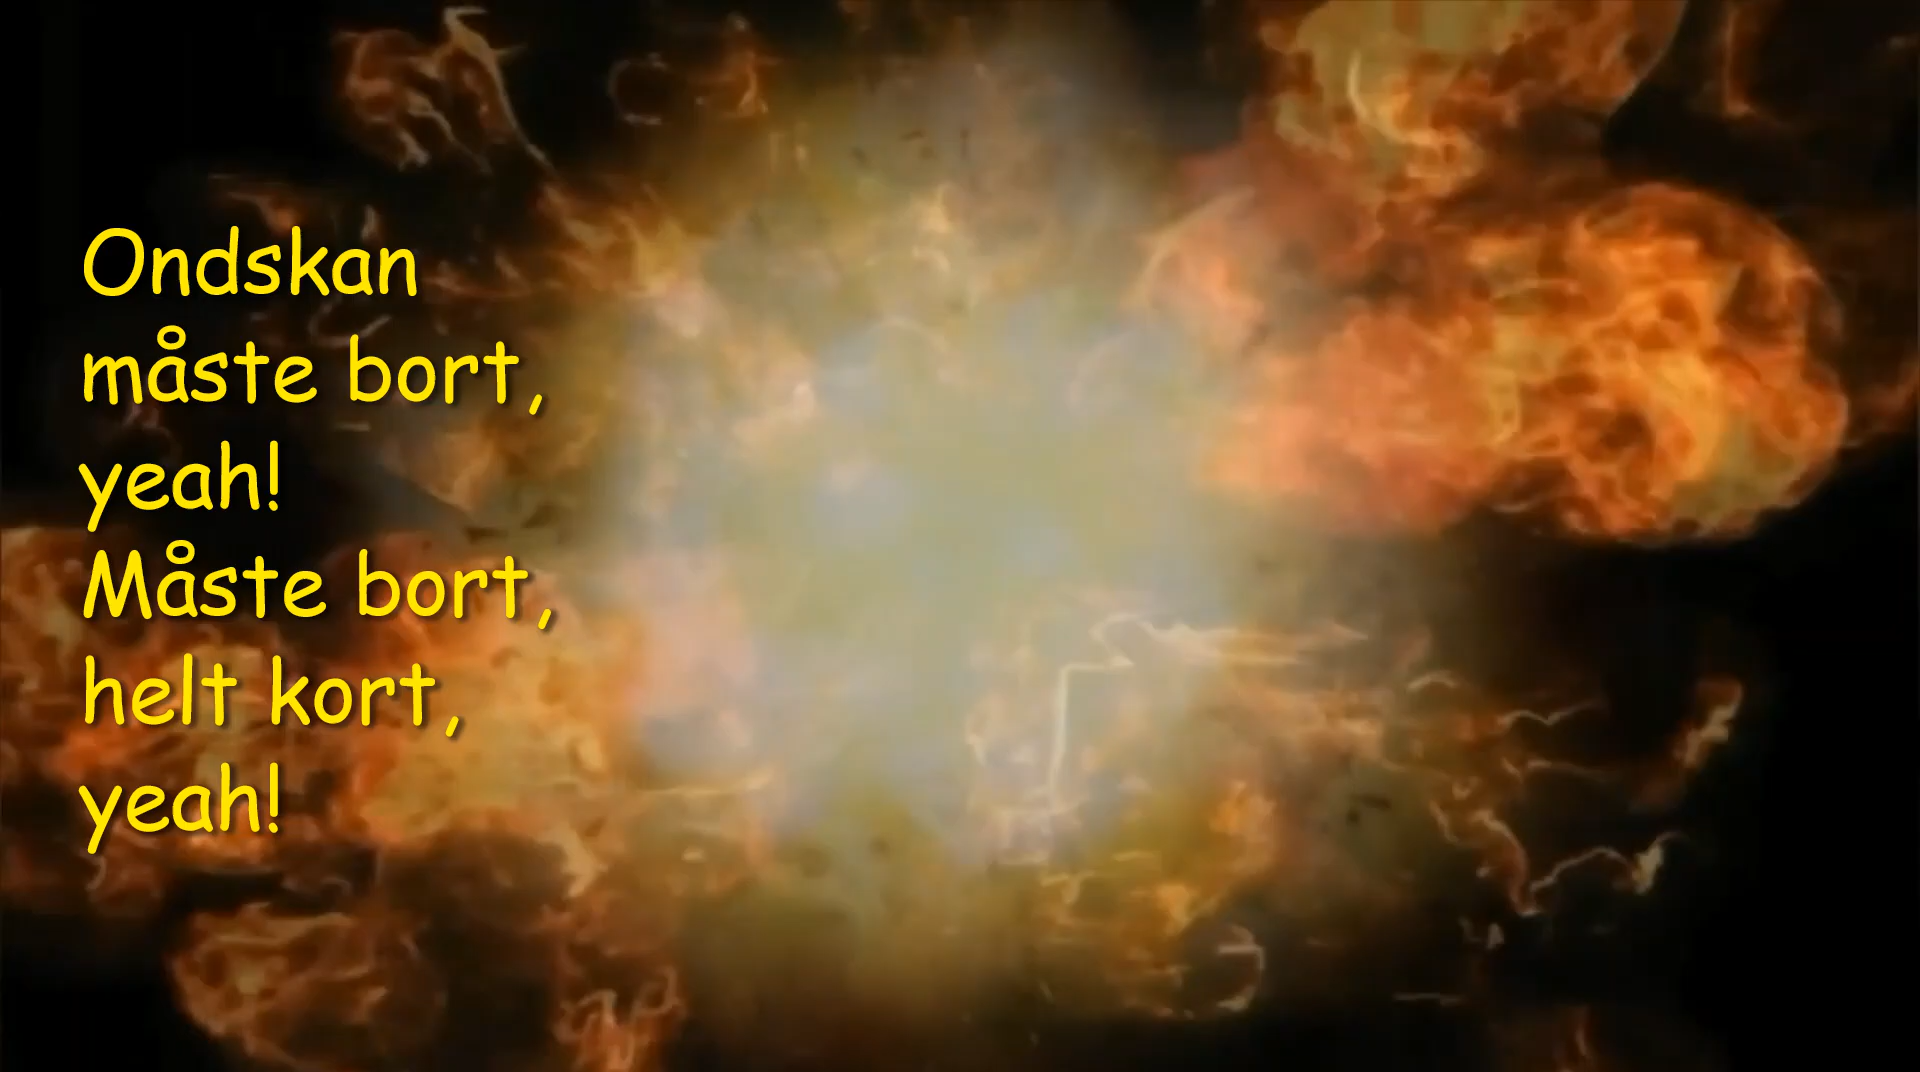 Ondskan
måste bort,
yeah!
Måste bort,
helt kort,
yeah!